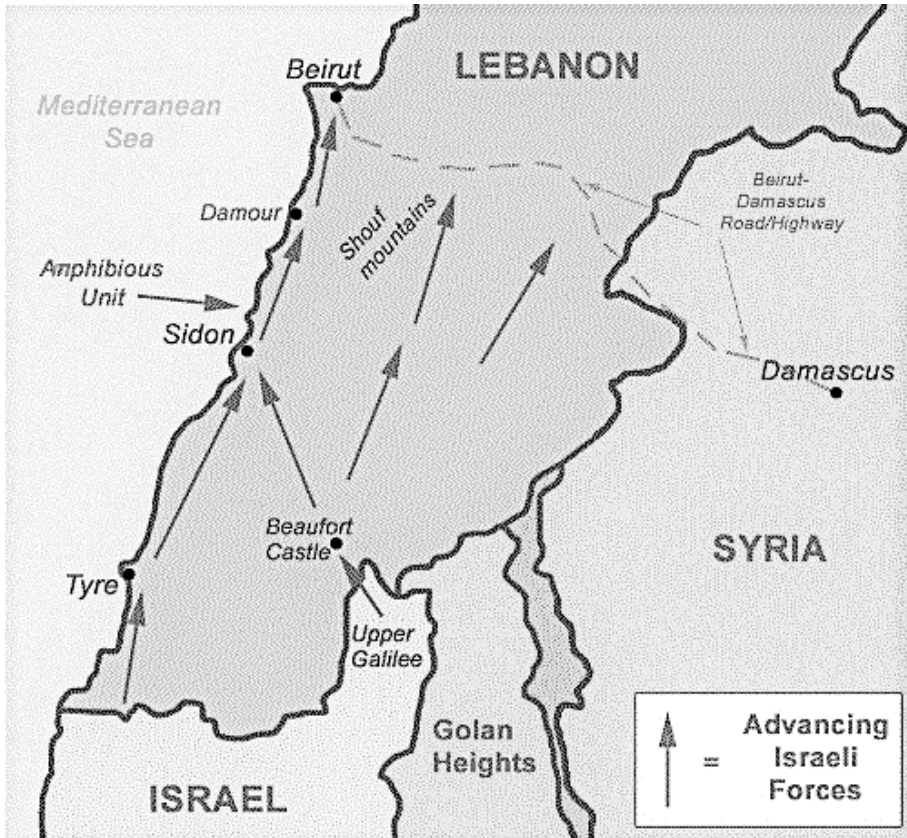 Beirut
LEBANON
Mediterranean
Sea
Beirut-
Damascus
Road/Highway
Damour
Shouf
mountains
Amphibious
Unit
Sidon
Damascus
Beaufort
Castle
SYRIA
Tyre
Upper
Galilee
Golan
Heights
ISRAEL
= Advancing
Israeli
Forces